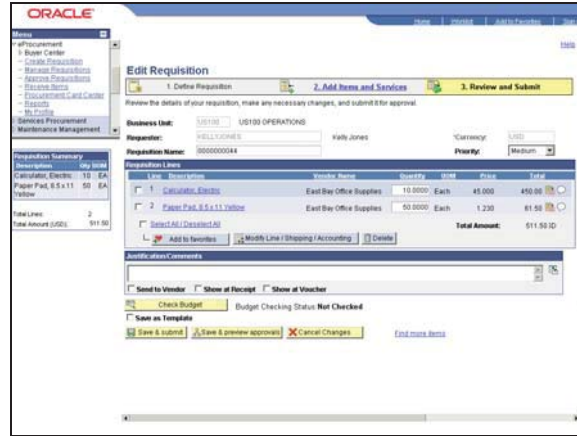 ORACLE
Home Worklist Add to Favorites Sign
Menu
Help
eProcurement
Buyer Center
Create Requisition
Manage Requisitions
Approve Requisitions
Receive Items
Procurement Card Center
Reports
My Profile
Services Procurement
Maintenance Management
Requisition Summary
Description Qty UOM
Calculator, Electric 10 EA
Paper Pad, 8.5 x 11 Yellow 50 EA
Total Lines: 2
Total Amount (USD): 511.50
Edit Requisition
1. Define Requisition 2. Add Items and Services 3. Review and Submit
Review the details of your requisition, make any necessary changes, and submit it for approval.
Business Unit: US100 US100 OPERATIONS
Requester: KELLYJONES Kelly Jones *Currency: USD
Requisition Name: 0000000044 Priority: Medium
Requisition Lines
Line Description Vendor Name Quantity UOM Price Total
1 Calculator, Electric East Bay Office Supplies 10.0000 Each 45.000 450.00
2 Paper Pad, 8.5 x 11 Yellow East Bay Office Supplies 50.0000 Each 1.230 61.50
Select All / Deselect All Total Amount: 511.50
Add to favorites Modify Line / Shipping / Accounting Delete
Justification/Comments
Send to Vendor Show at Receipt Show at Voucher
Check Budget Budget Checking Status: Not Checked
Save as Template
Save & submit Save & preview approvals Cancel Changes Find more items